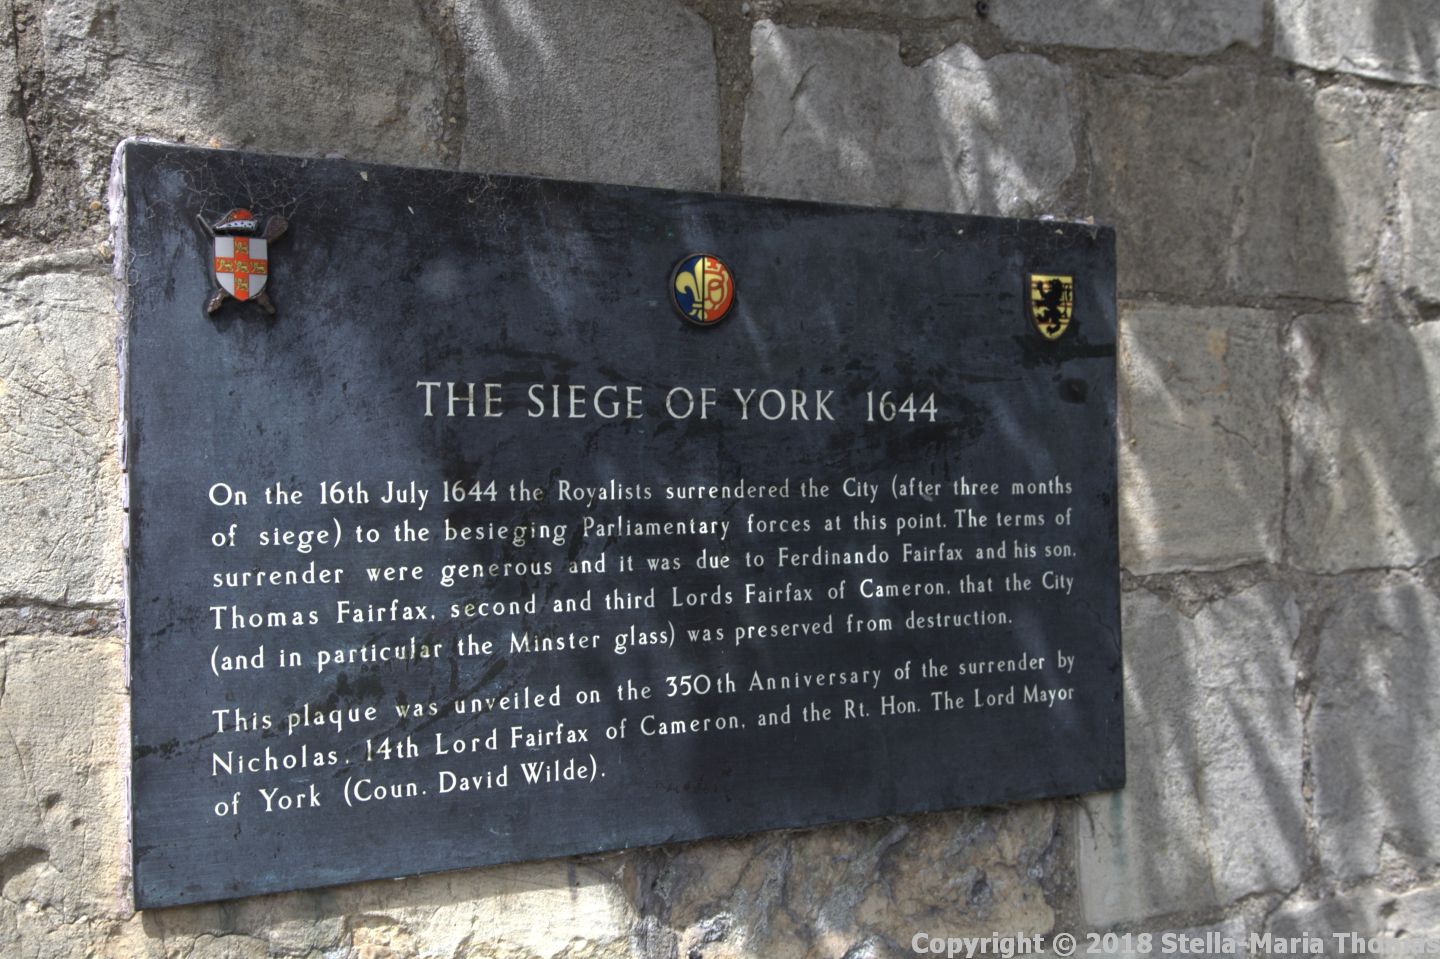 THE SIEGE OF YORK 1644
On the 16th July 1644 the Royalists surrendered the City (after three months
of siege) to the besieging Parliamentary forces at this point. The terms of
surrender were generous and it was due to Ferdinando Fairfax and his son,
Thomas Fairfax, second and third Lords Fairfax of Cameron, that the City
(and in particular the Minster glass) was preserved from destruction.
This plaque was unveiled on the 350th Anniversary of the surrender by
Nicholas, 14th Lord Fairfax of Cameron, and the Rt. Hon. The Lord Mayor
of York (Coun. David Wilde).
Copyright © 2018 Stella-Maria Thomas